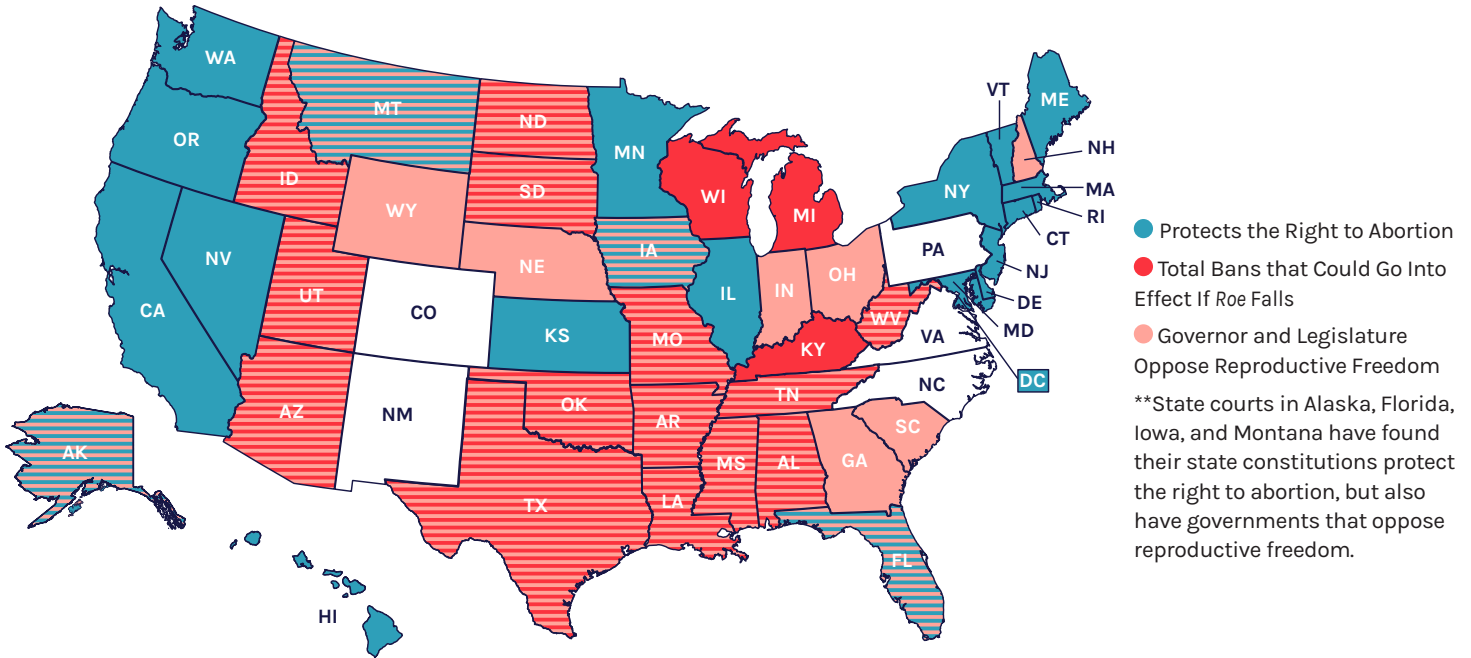 WA
OR
CA
NV
ID
MT
WY
UT
AZ
CO
NM
ND
SD
NE
KS
OK
TX
MN
IA
MO
AR
LA
WI
IL
MI
IN
OH
KY
TN
MS
AL
GA
FL
SC
NC
VA
WV
PA
NY
VT
ME
NH
MA
RI
CT
NJ
DE
MD
DC
AK
HI
Protects the Right to Abortion
Total Bans that Could Go Into
Effect If Roe Falls
Governor and Legislature
Oppose Reproductive Freedom
**State courts in Alaska, Florida,
Iowa, and Montana have found
their state constitutions protect
the right to abortion, but also
have governments that oppose
reproductive freedom.